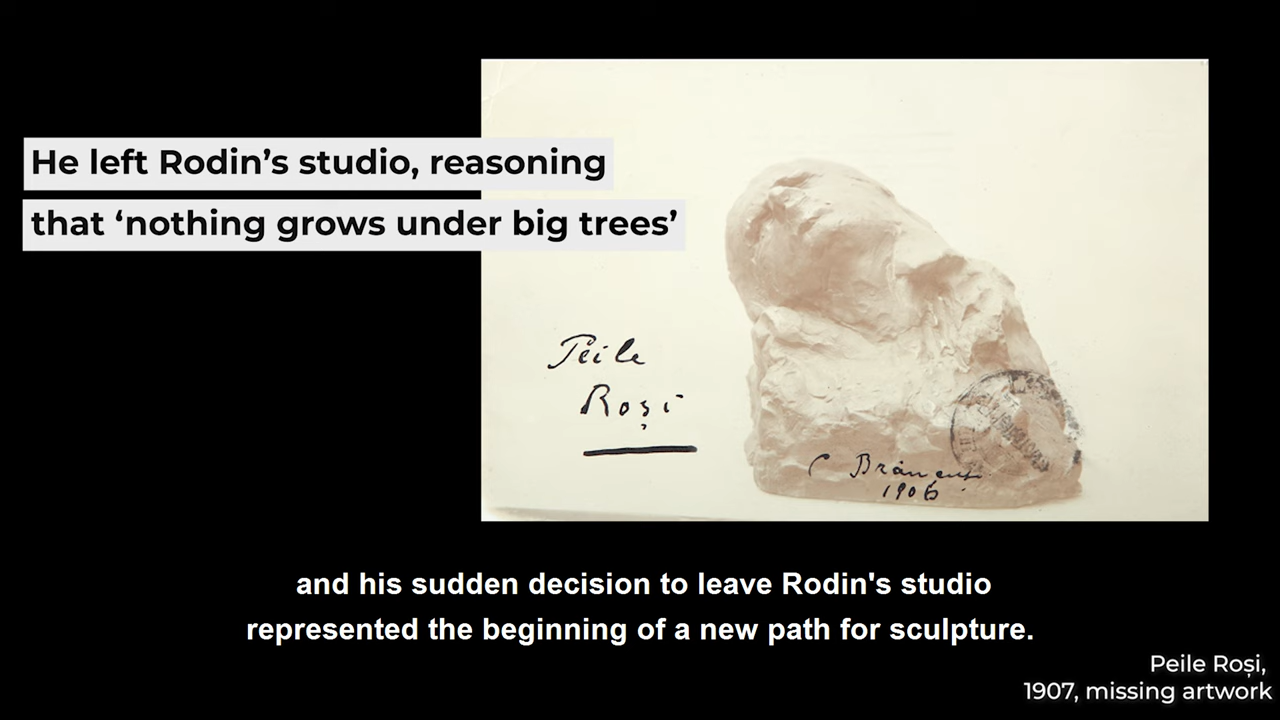 He left Rodin’s studio, reasoning
that ‘nothing grows under big trees’
Peile
Roși
C Brâncuși
1906
and his sudden decision to leave Rodin's studio
represented the beginning of a new path for sculpture.
Peile Roși,
1907, missing artwork